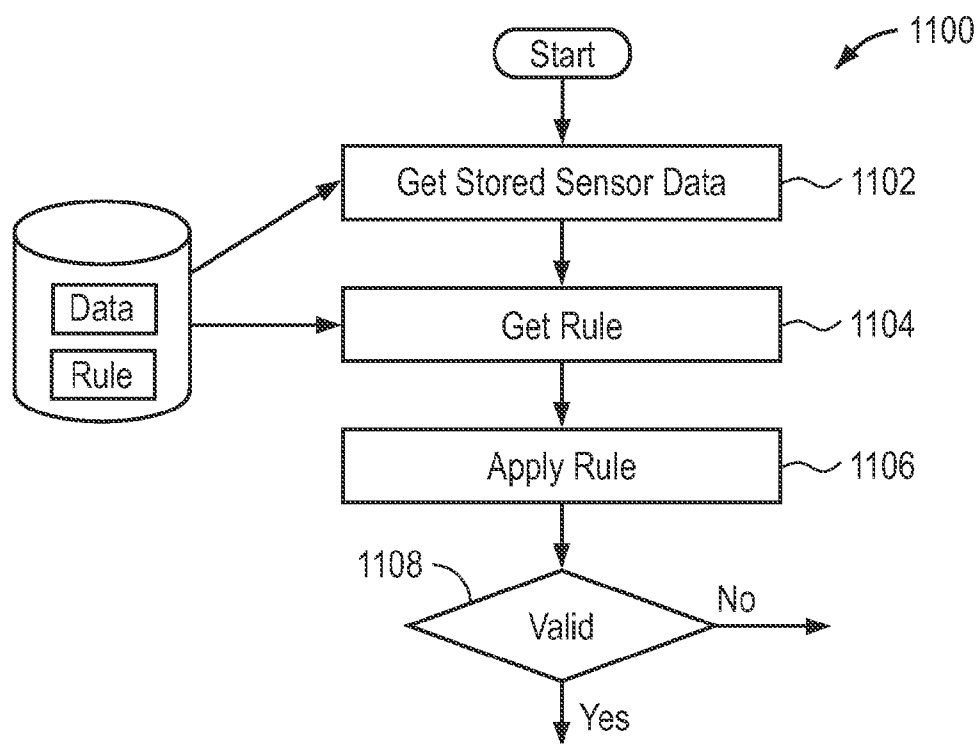 1100
Start
Get Stored Sensor Data
1102
Data
Rule
Get Rule
1104
Apply Rule
1106
1108
Valid
No
Yes